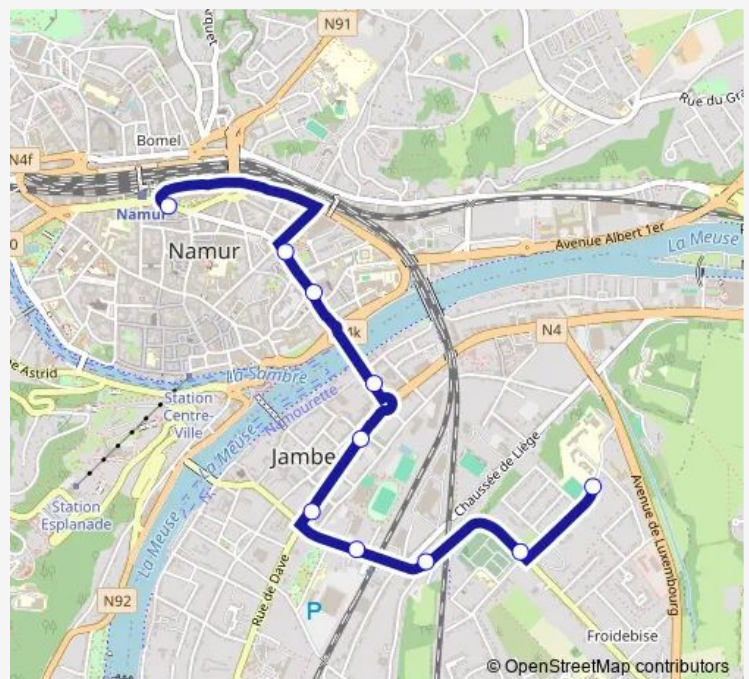 N91
Rue du Gra
Bomel
N4f
Namur
Namur
Avenue Albert 1er
La Meuse
4k
N4
e Astrid
La Sambre
Station
Centre-
Ville
Namourette
La Meuse
Jambe
Chaussée de Liège
Station
Esplanade
La Meuse
Avenue de Luxembourg
Rue de Dave
N92
P
Froidebise
© OpenStreetMap contributors